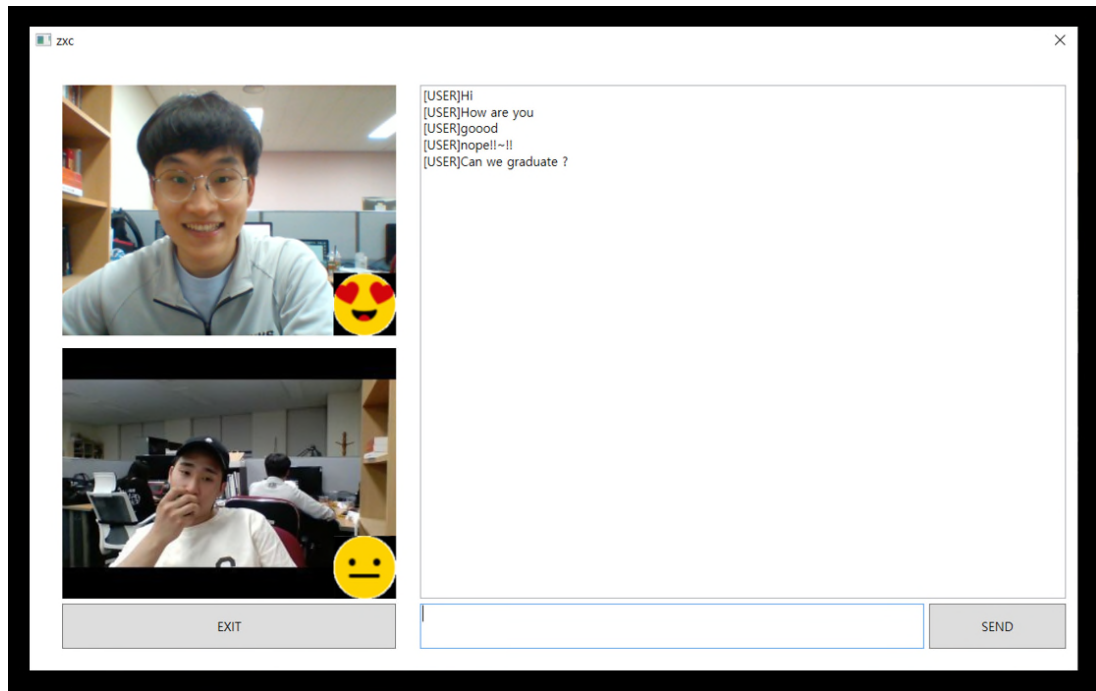 zxc
[USER]Hi
[USER]How are you
[USER]goood
[USER]nope!!~!!
[USER]Can we graduate ?
EXIT
SEND